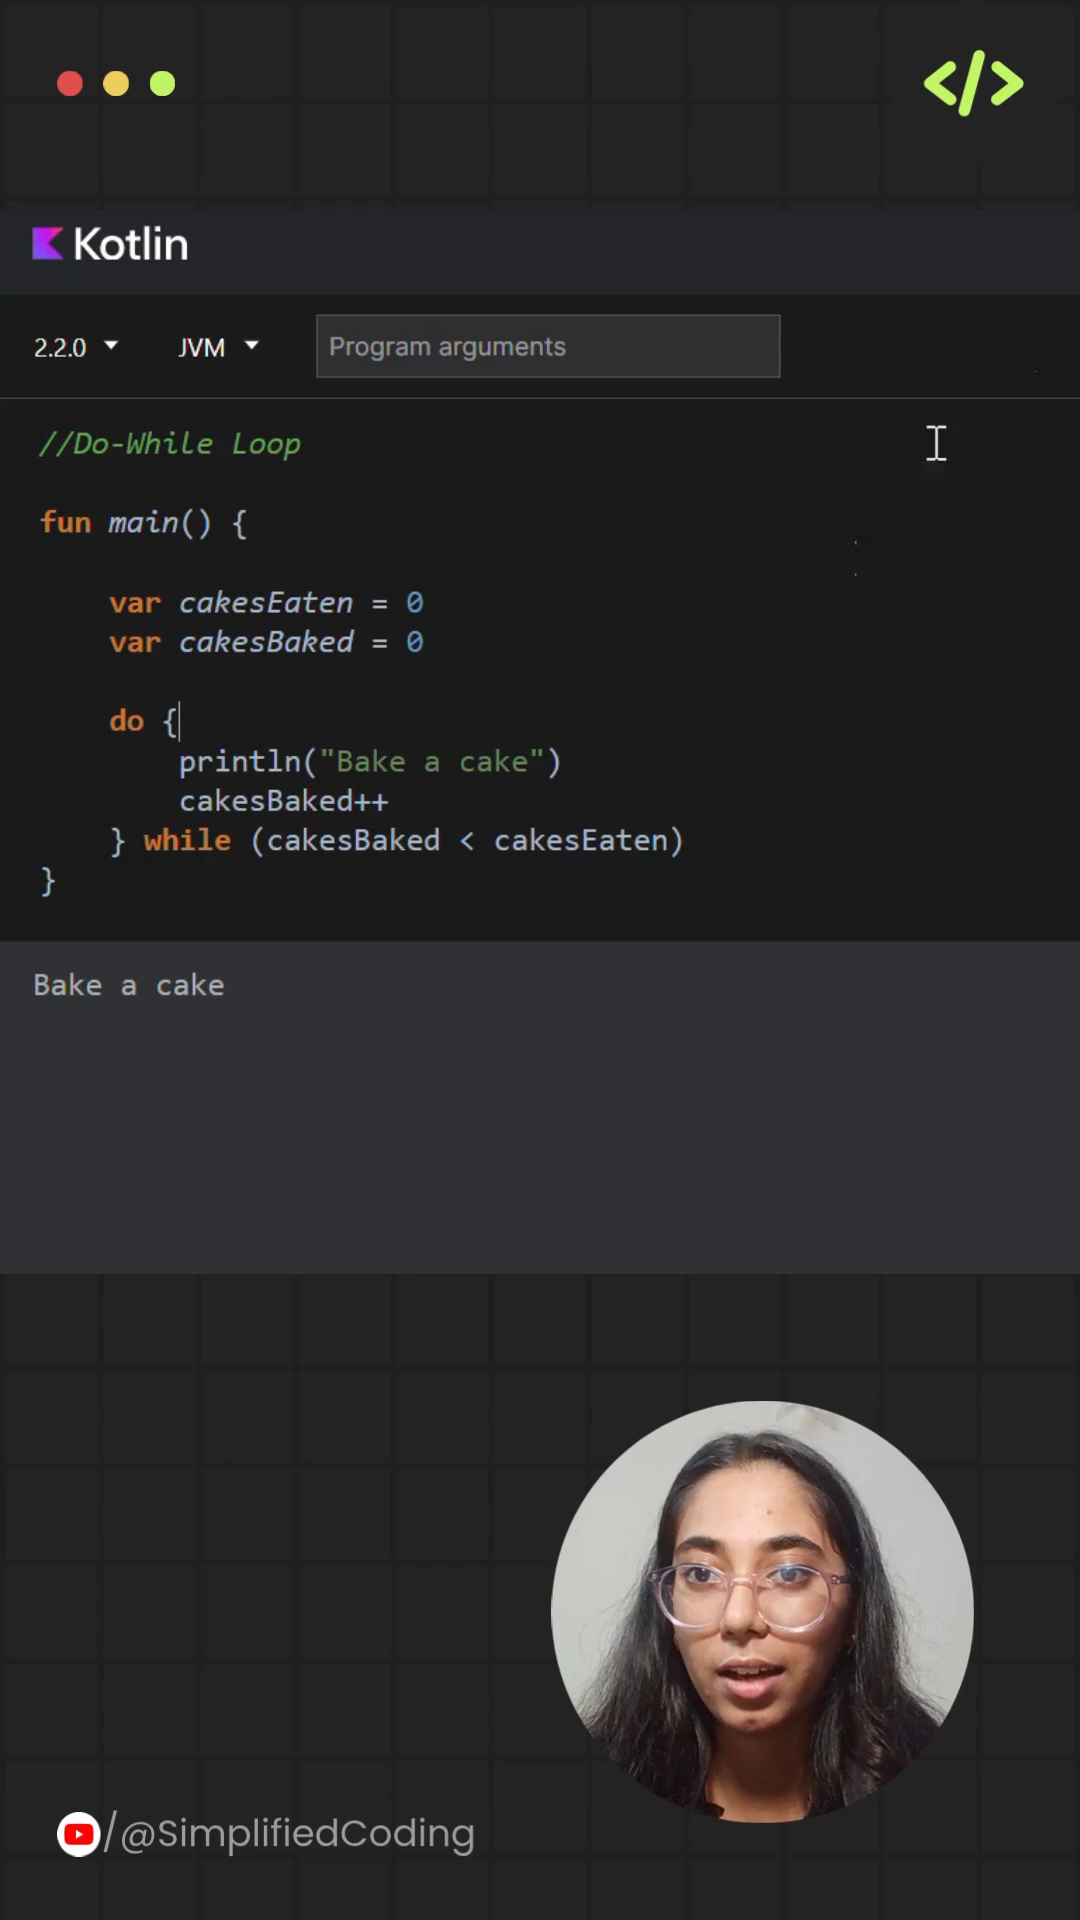 </>
Kotlin
2.2.0 JVM Program arguments
//Do-While Loop
fun main() {
var cakesEaten = 0
var cakesBaked = 0
do {
println("Bake a cake")
cakesBaked++
} while (cakesBaked < cakesEaten)
}
Bake a cake
/@SimplifiedCoding